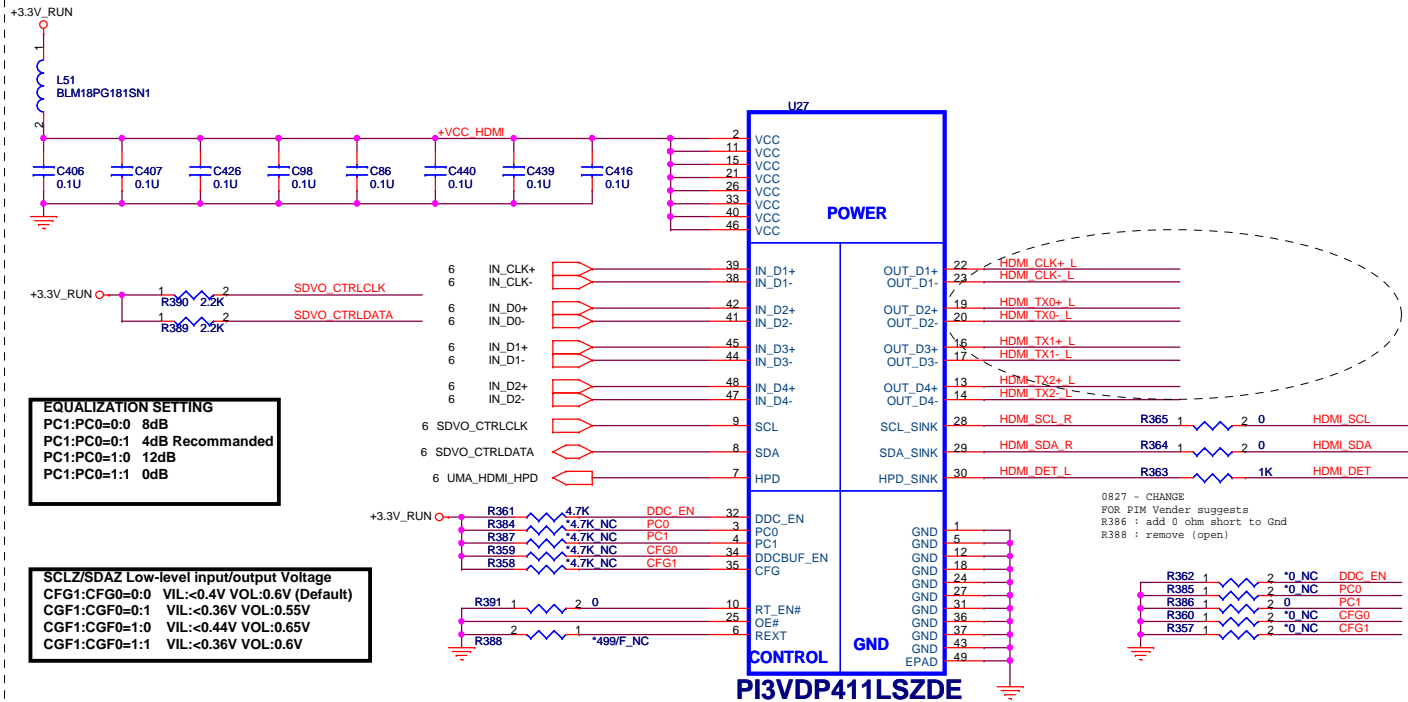 +3.3V_RUN
1
L51
BLM18PG181SN1
2
+VCC_HDMI
C406
0.1U
C407
0.1U
C426
0.1U
C98
0.1U
C86
0.1U
C440
0.1U
C439
0.1U
C416
0.1U
U27
2 VCC
11 VCC
15 VCC
21 VCC
26 VCC
33 VCC
40 VCC
46 VCC
POWER
+3.3V_RUN
1 R390 2.2K 2 SDVO_CTRLCLK
1 R389 2.2K 2 SDVO_CTRLDATA
6 IN_CLK+ 39 IN_D1+
6 IN_CLK- 38 IN_D1-
6 IN_D0+ 42 IN_D2+
6 IN_D0- 41 IN_D2-
6 IN_D1+ 45 IN_D3+
6 IN_D1- 44 IN_D3-
6 IN_D2+ 48 IN_D4+
6 IN_D2- 47 IN_D4-
6 SDVO_CTRLCLK 9 SCL
6 SDVO_CTRLDATA 8 SDA
6 UMA_HDMI_HPD 7 HPD
OUT_D1+ 22 HDMI_CLK+_L
OUT_D1- 23 HDMI_CLK-_L
OUT_D2+ 19 HDMI_TX0+_L
OUT_D2- 20 HDMI_TX0-_L
OUT_D3+ 16 HDMI_TX1+_L
OUT_D3- 17 HDMI_TX1-_L
OUT_D4+ 13 HDMI_TX2+_L
OUT_D4- 14 HDMI_TX2-_L
SCL_SINK 28 HDMI_SCL_R R365 1 2 0 HDMI_SCL
SDA_SINK 29 HDMI_SDA_R R364 1 2 0 HDMI_SDA
HPD_SINK 30 HDMI_DET_L R363 1K HDMI_DET
EQUALIZATION SETTING
PC1:PC0=0:0 8dB
PC1:PC0=0:1 4dB Recommanded
PC1:PC0=1:0 12dB
PC1:PC0=1:1 0dB
0827 - CHANGE
FOR PIM Vender suggests
R386 : add 0 ohm short to Gnd
R388 : remove (open)
+3.3V_RUN
R361 4.7K DDC_EN 32 DDC_EN
R384 *4.7K_NC PC0 3 PC0
R387 *4.7K_NC PC1 4 PC1
R359 *4.7K_NC CFG0 34 DDCBUF_EN
R358 *4.7K_NC CFG1 35 CFG
R391 1 2 0 10 RT_EN#
25 OE#
R388 2 1 *499/F_NC 6 REXT
CONTROL
GND 1
GND 5
GND 12
GND 18
GND 24
GND 27
GND 31
GND 36
GND 37
GND 43
EPAD 49
GND
SCLZ/SDAZ Low-level input/output Voltage
CFG1:CFG0=0:0 VIL:<0.4V VOL:0.6V (Default)
CGF1:CGF0=0:1 VIL:<0.36V VOL:0.55V
CGF1:CGF0=1:0 VIL:<0.44V VOL:0.65V
CGF1:CGF0=1:1 VIL:<0.36V VOL:0.6V
R362 1 2 *0_NC DDC_EN
R385 1 2 *0_NC PC0
R386 1 2 0 PC1
R360 1 2 *0_NC CFG0
R357 1 2 *0_NC CFG1
PI3VDP411LSZDE